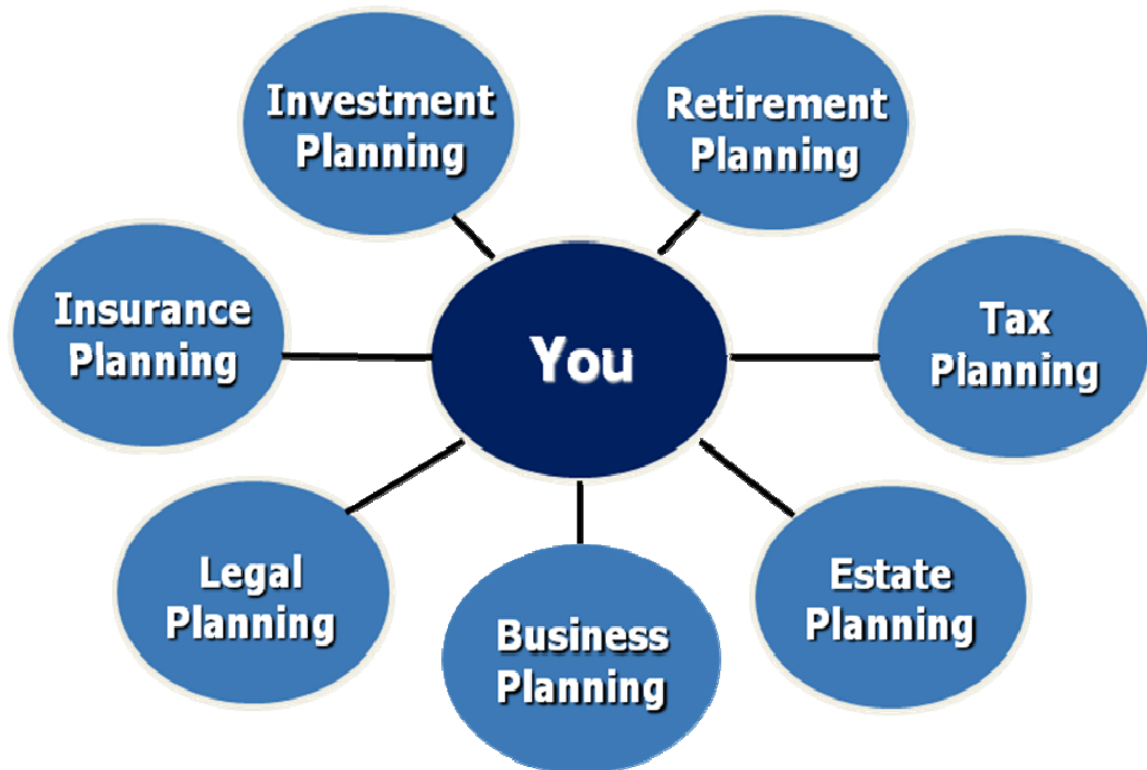 Investment
Planning
Retirement
Planning
Insurance
Planning
You
Tax
Planning
Legal
Planning
Business
Planning
Estate
Planning